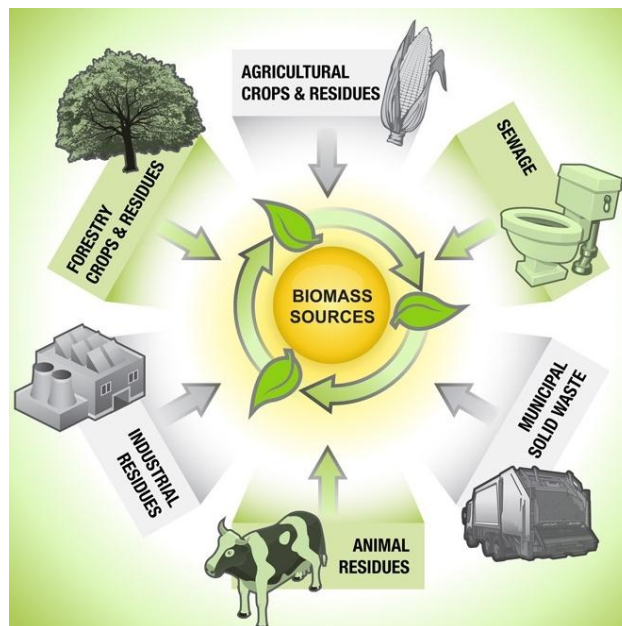 AGRICULTURAL
CROPS & RESIDUES
SEWAGE
MUNICIPAL
SOLID WASTE
ANIMAL
RESIDUES
INDUSTRIAL
RESIDUES
FORESTRY
CROPS & RESIDUES
BIOMASS
SOURCES